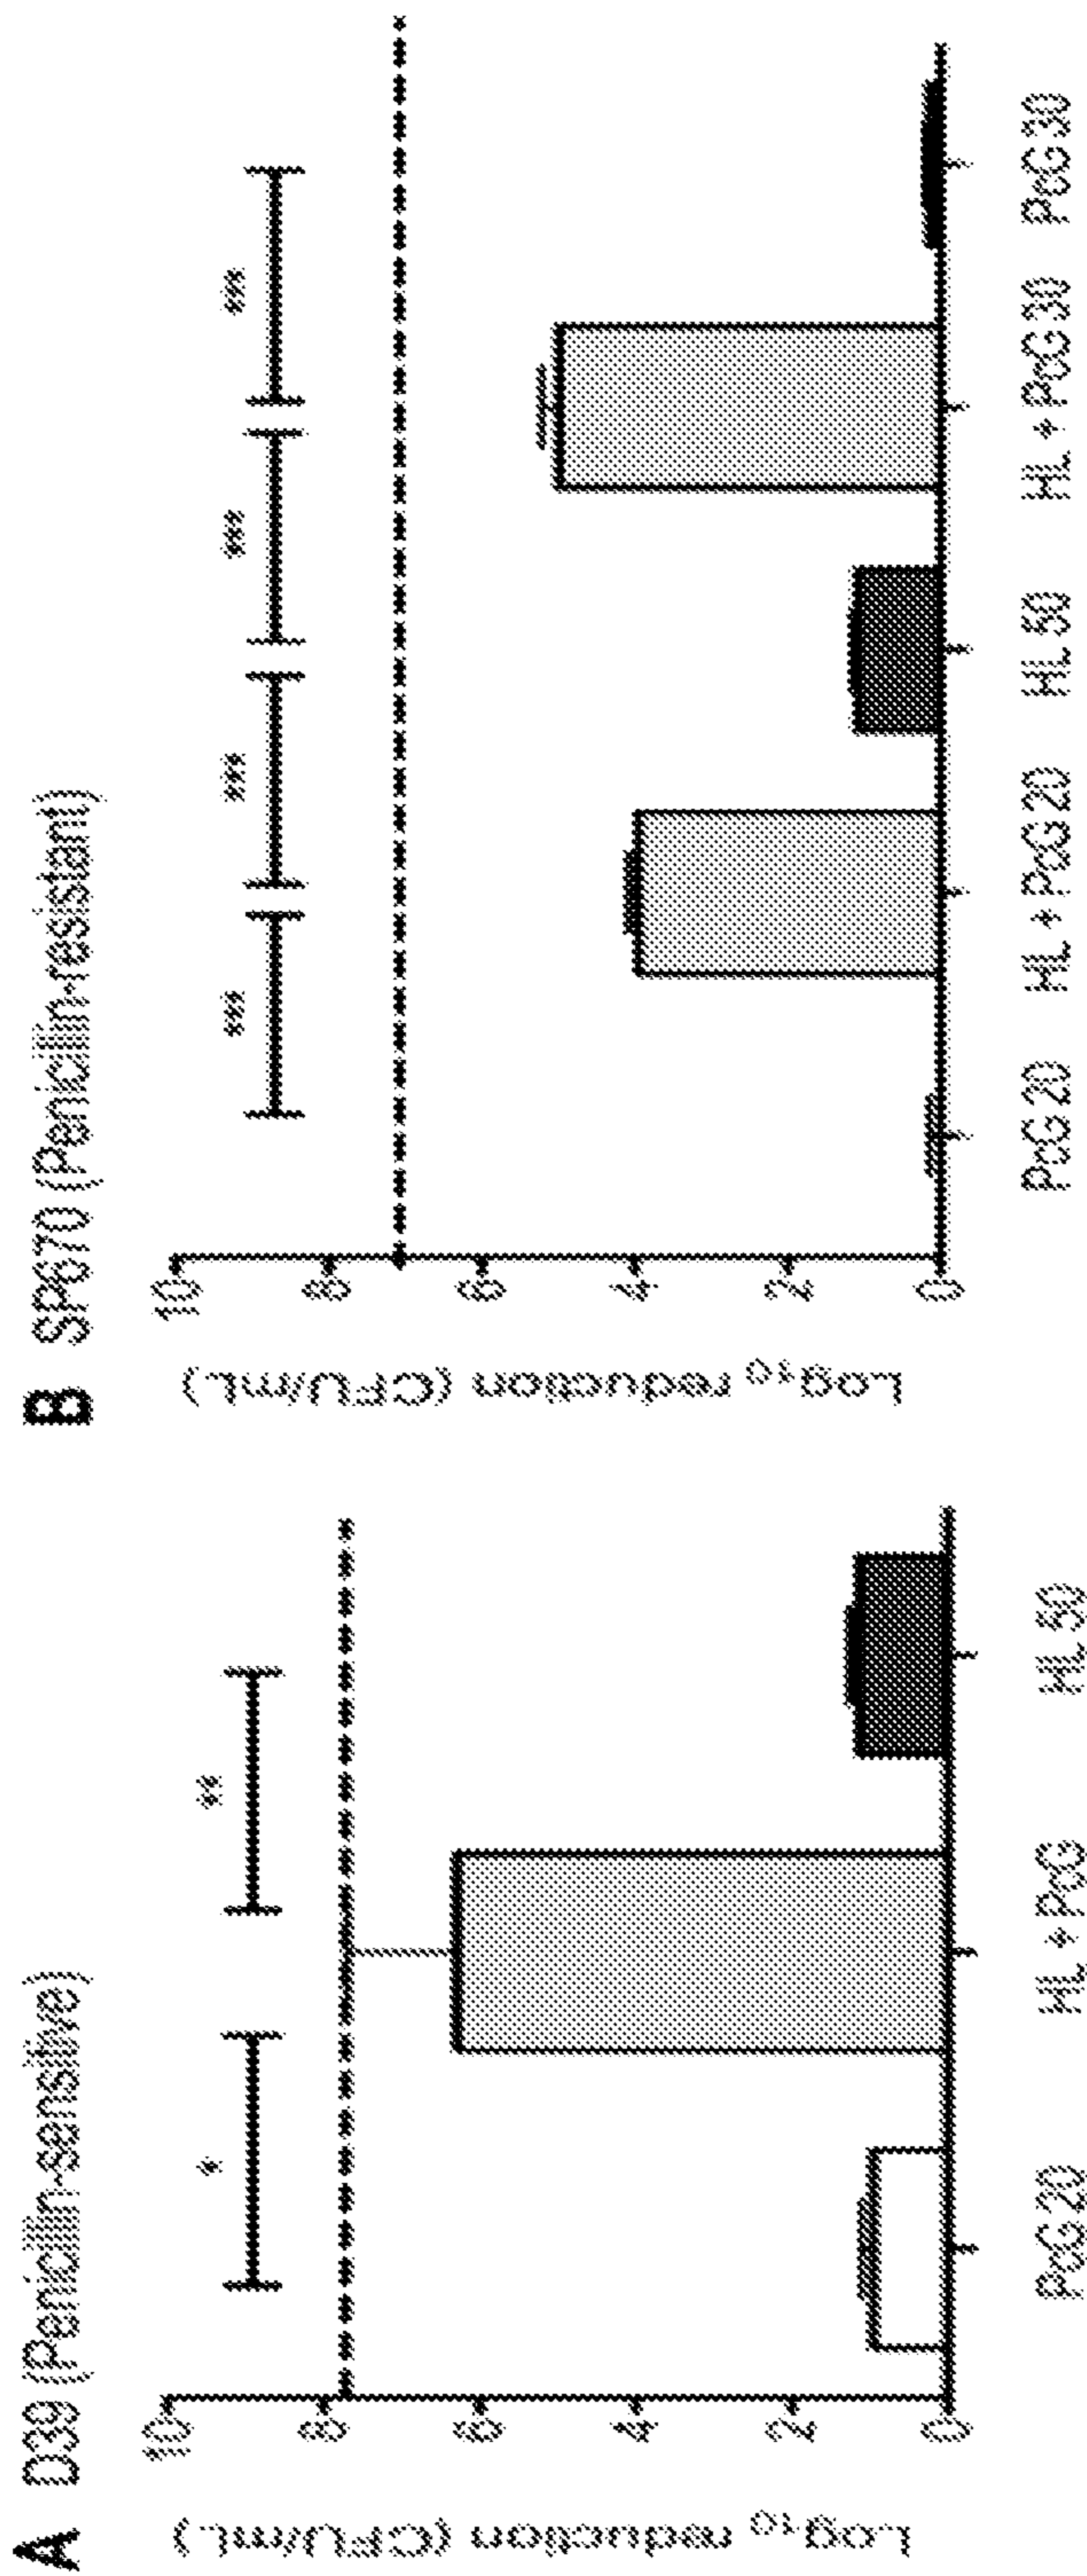 A D39 (Penicillin-sensitive)
Log10 reduction (CFU/mL)
10
8
6
4
2
0
*
**
PcG 20
HL + PcG
HL 50
B SP670 (Penicillin-resistant)
Log10 reduction (CFU/mL)
10
8
6
4
2
0
***
***
***
***
PcG 20
HL + PcG 20
HL 50
HL + PcG 30
PcG 30